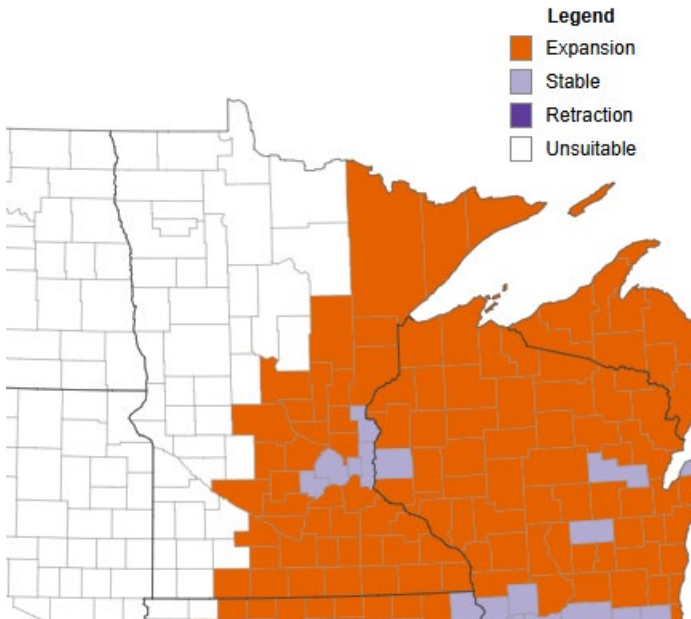 Legend
Expansion
Stable
Retraction
Unsuitable